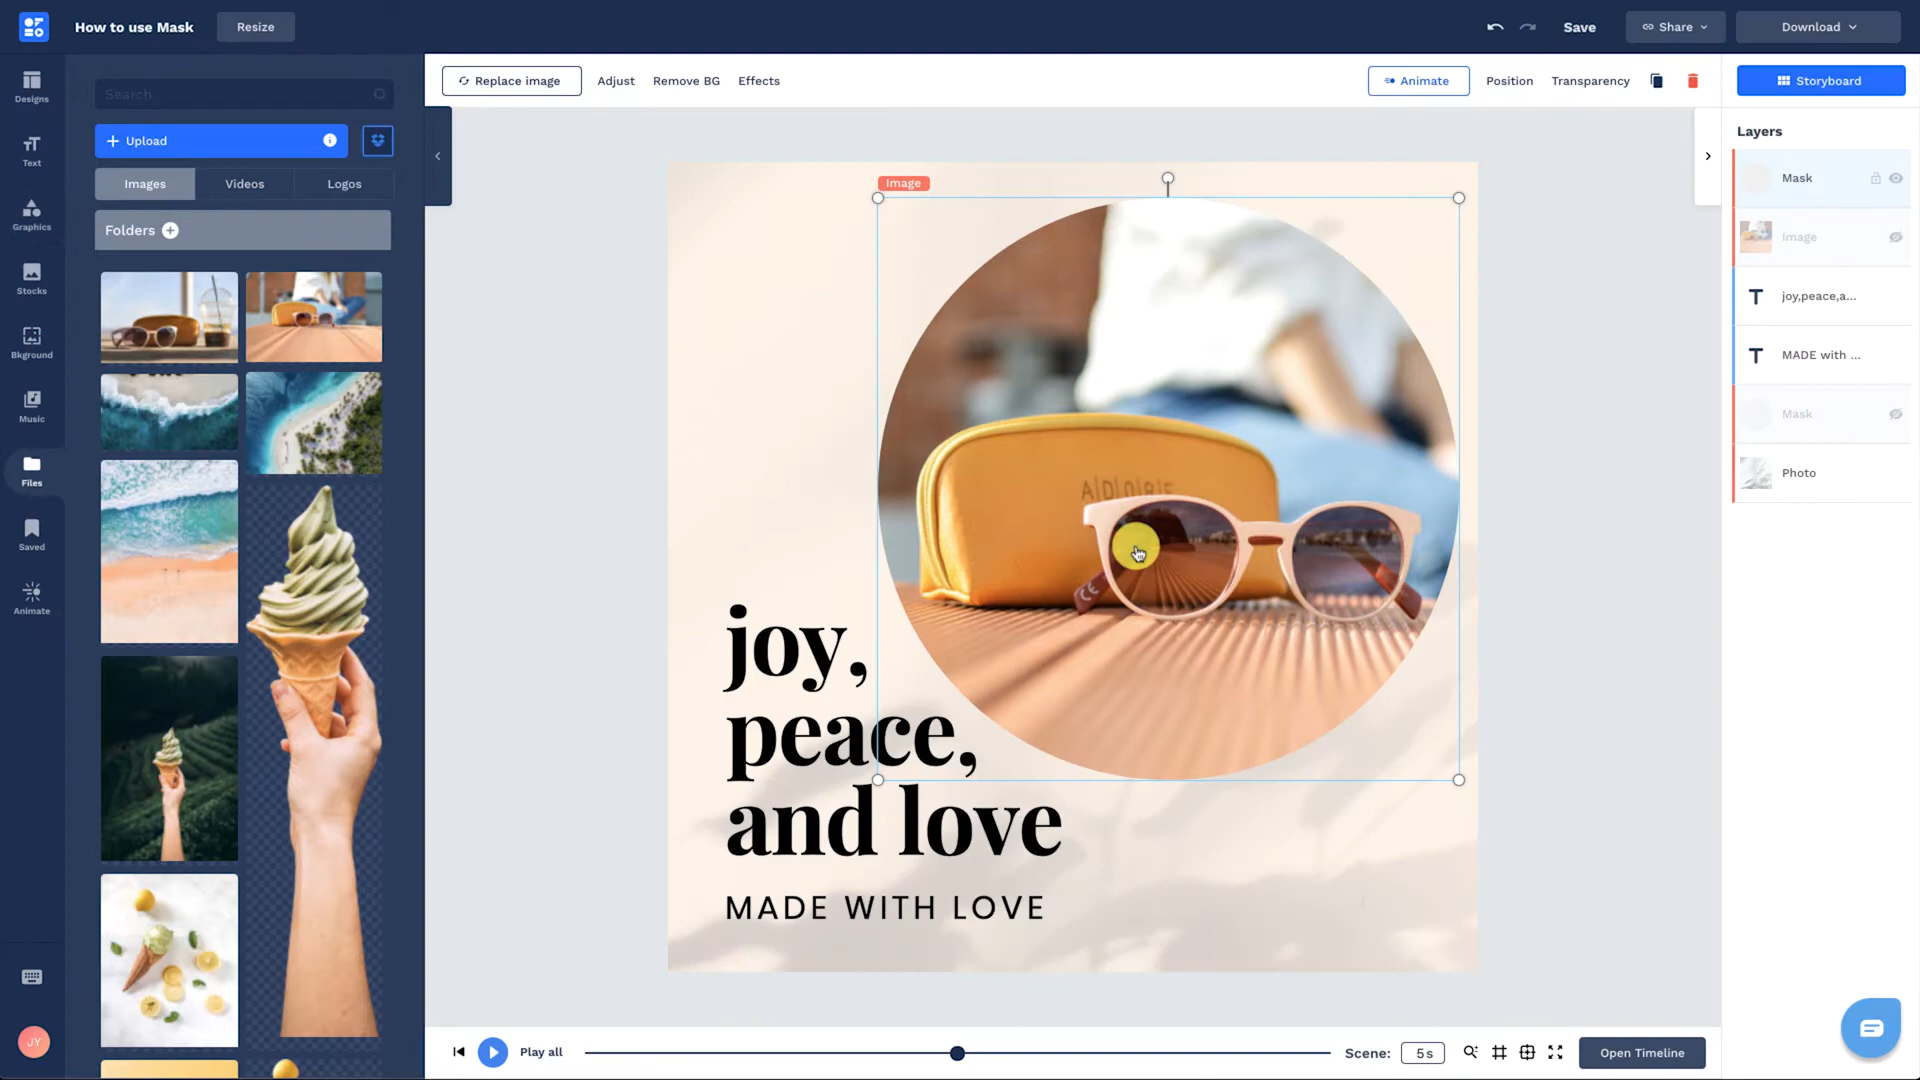 How to use Mask
Resize
Save
Share
Download
Designs
Text
Graphics
Stocks
Bkground
Music
Files
Saved
Animate
JY
Search
+ Upload
Images
Videos
Logos
Folders
Replace image
Adjust
Remove BG
Effects
Animate
Position
Transparency
Storyboard
Image
ADORE
CE
joy,
peace,
and love
MADE WITH LOVE
Layers
Mask
Image
T joy,peace,a...
T MADE with ...
Mask
Photo
Play all
Scene: 5s
Open Timeline